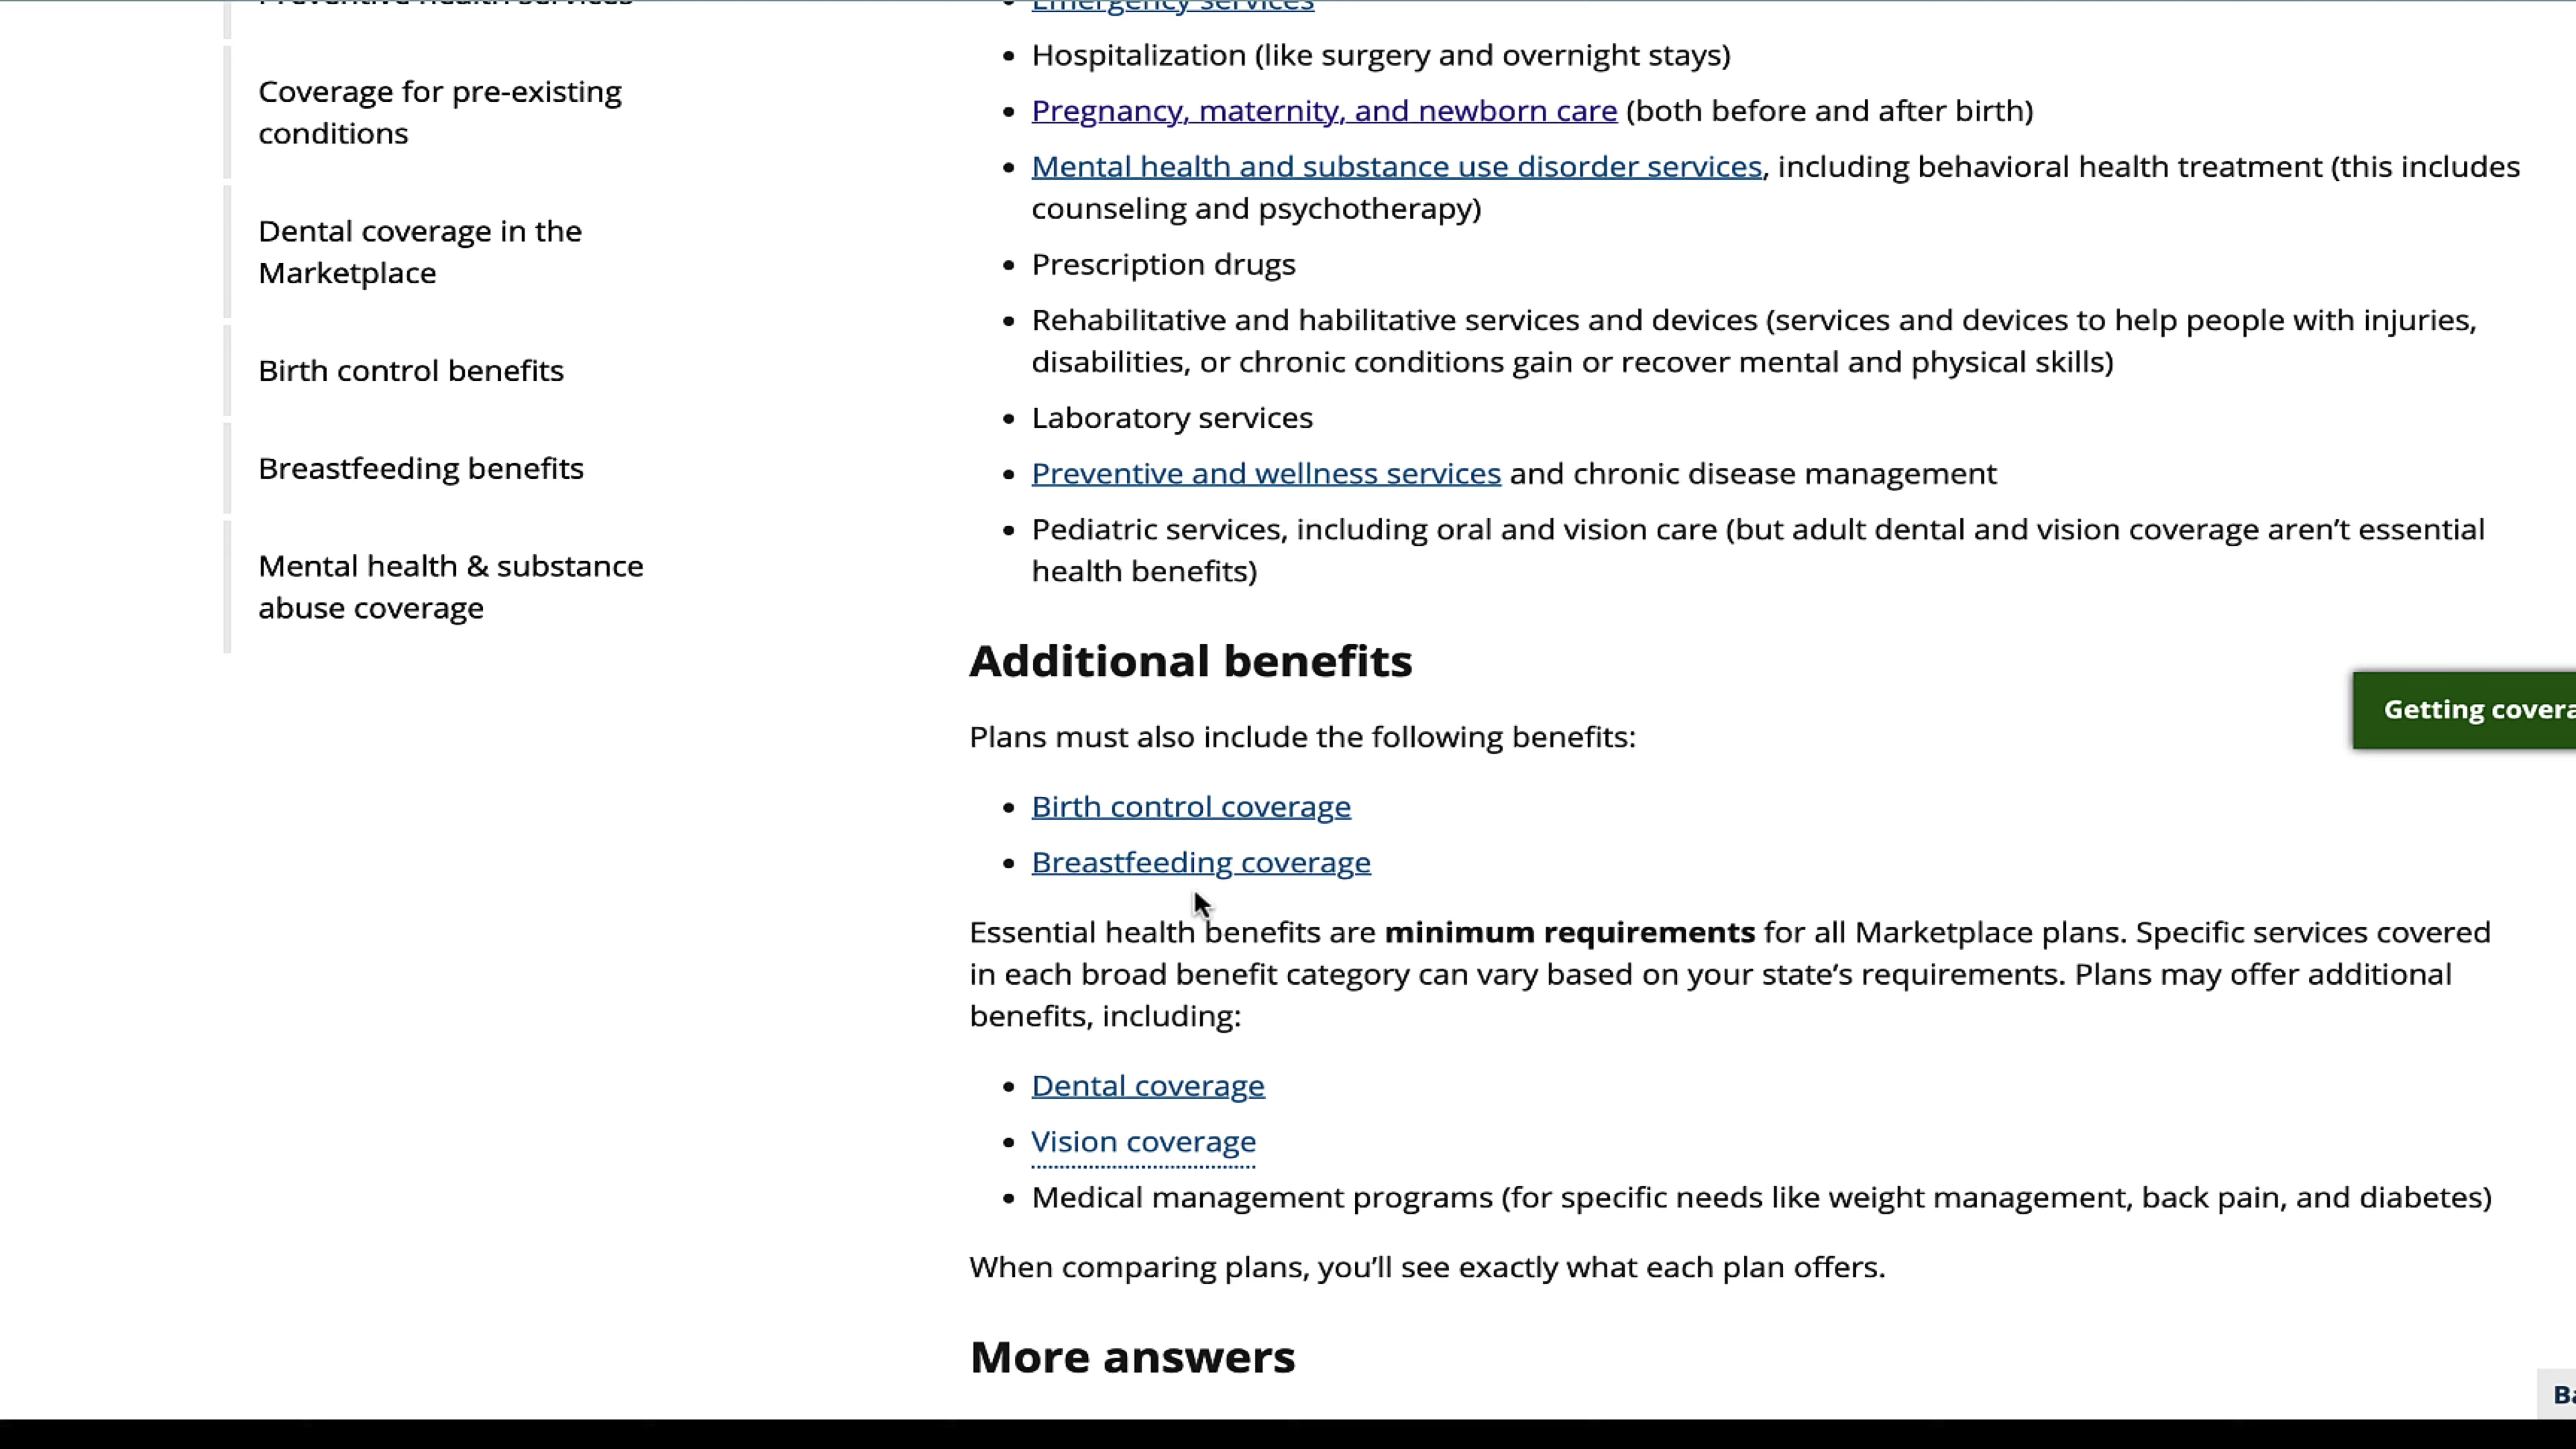 Preventive health services
Coverage for pre-existing
conditions
Dental coverage in the
Marketplace
Birth control benefits
Breastfeeding benefits
Mental health & substance
abuse coverage
Emergency services
Hospitalization (like surgery and overnight stays)
Pregnancy, maternity, and newborn care (both before and after birth)
Mental health and substance use disorder services, including behavioral health treatment (this includes
counseling and psychotherapy)
Prescription drugs
Rehabilitative and habilitative services and devices (services and devices to help people with injuries,
disabilities, or chronic conditions gain or recover mental and physical skills)
Laboratory services
Preventive and wellness services and chronic disease management
Pediatric services, including oral and vision care (but adult dental and vision coverage aren’t essential
health benefits)
Additional benefits
Plans must also include the following benefits:
Birth control coverage
Breastfeeding coverage
Essential health benefits are minimum requirements for all Marketplace plans. Specific services covered
in each broad benefit category can vary based on your state’s requirements. Plans may offer additional
benefits, including:
Dental coverage
Vision coverage
Medical management programs (for specific needs like weight management, back pain, and diabetes)
When comparing plans, you’ll see exactly what each plan offers.
More answers
Getting